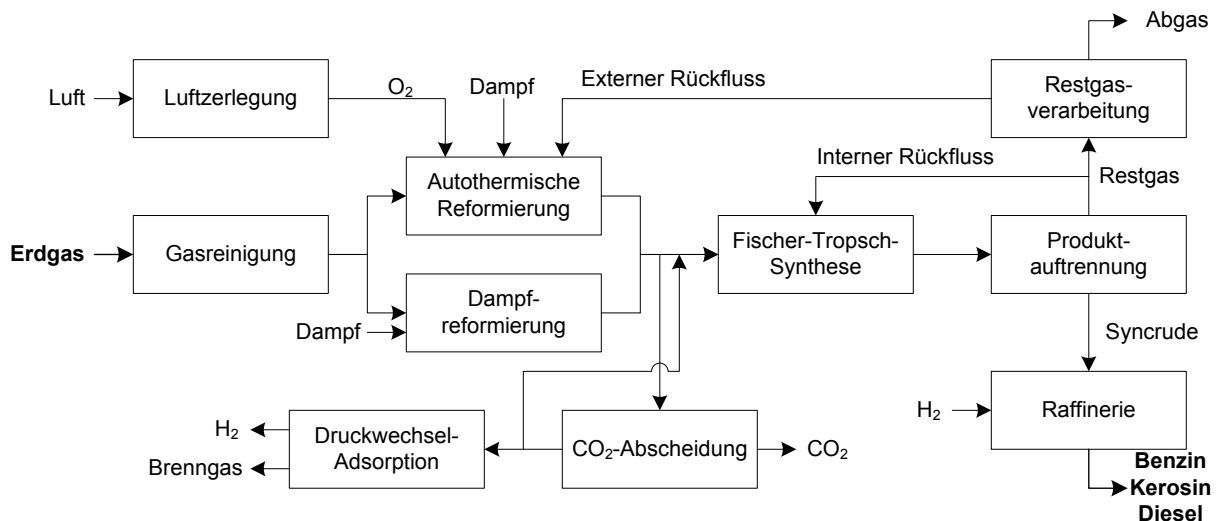 Abgas
Luft
Luftzerlegung
O₂
Dampf
Externer Rückfluss
Restgas-
verarbeitung
Interner Rückfluss
Restgas
Autothermische
Reformierung
Erdgas
Gasreinigung
Fischer-Tropsch-
Synthese
Produkt-
auftrennung
Dampf-
reformierung
Dampf
Syncrude
H₂
Raffinerie
H₂
Brenngas
Druckwechsel-
Adsorption
CO₂-Abscheidung
CO₂
Benzin
Kerosin
Diesel